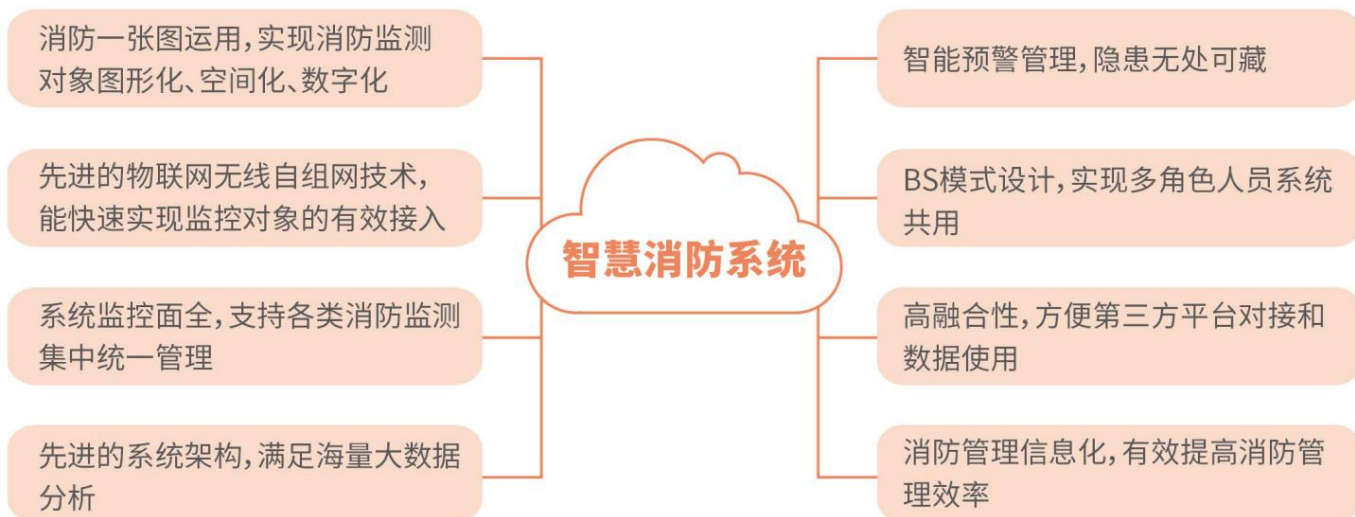 消防一张图运用,实现消防监测
对象图形化、空间化、数字化
先进的物联网无线自组网技术,
能快速实现监控对象的有效接入
系统监控面全,支持各类消防监测
集中统一管理
先进的系统架构,满足海量大数据
分析
智慧消防系统
智能预警管理,隐患无处可藏
BS模式设计,实现多角色人员系统
共用
高融合性,方便第三方平台对接和
数据使用
消防管理信息化,有效提高消防管
理效率